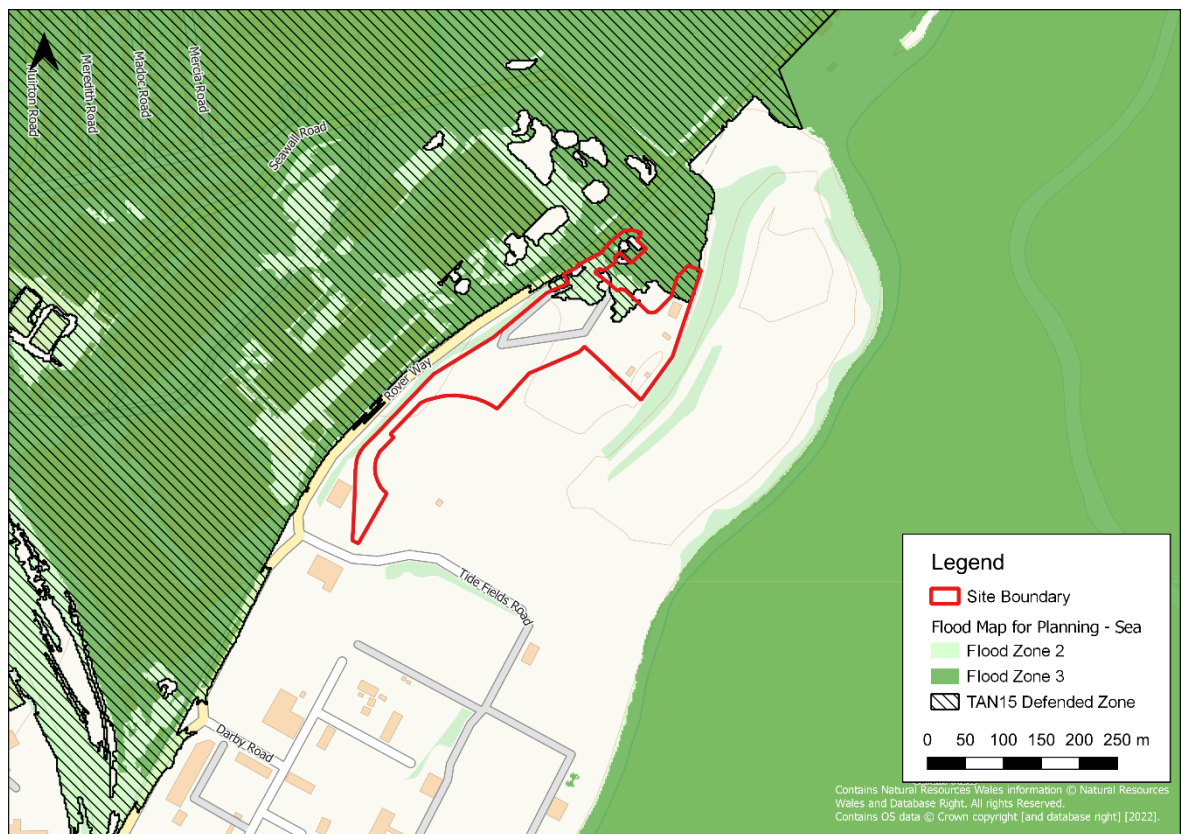 Muirton Road
Meredith Road
Madoc Road
Mercia Road
Seawall Road
Rover Way
Tide Fields Road
Darby Road
Legend
Site Boundary
Flood Map for Planning - Sea
Flood Zone 2
Flood Zone 3
TAN15 Defended Zone
0 50 100 150 200 250 m
Contains Natural Resources Wales information © Natural Resources
Wales and Database Right. All rights Reserved.
Contains OS data © Crown copyright [and database right] [2022].